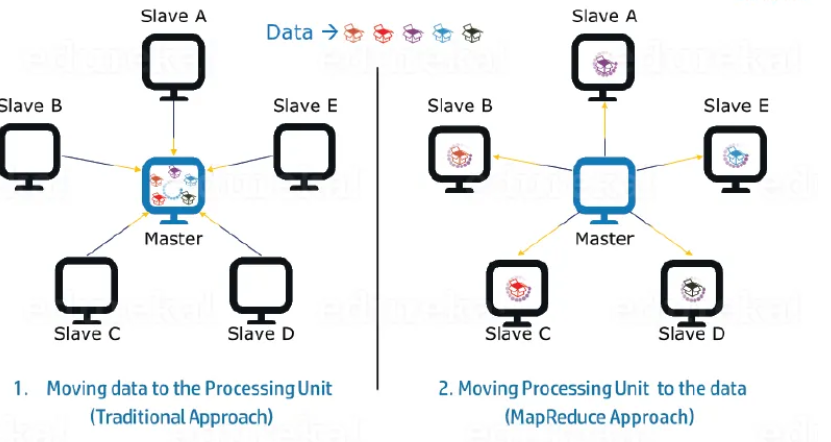 Data →
Slave A
Slave B
Slave E
Master
Slave C
Slave D
1. Moving data to the Processing Unit
(Traditional Approach)
Slave A
Slave B
Slave E
Master
Slave C
Slave D
2. Moving Processing Unit to the data
(MapReduce Approach)